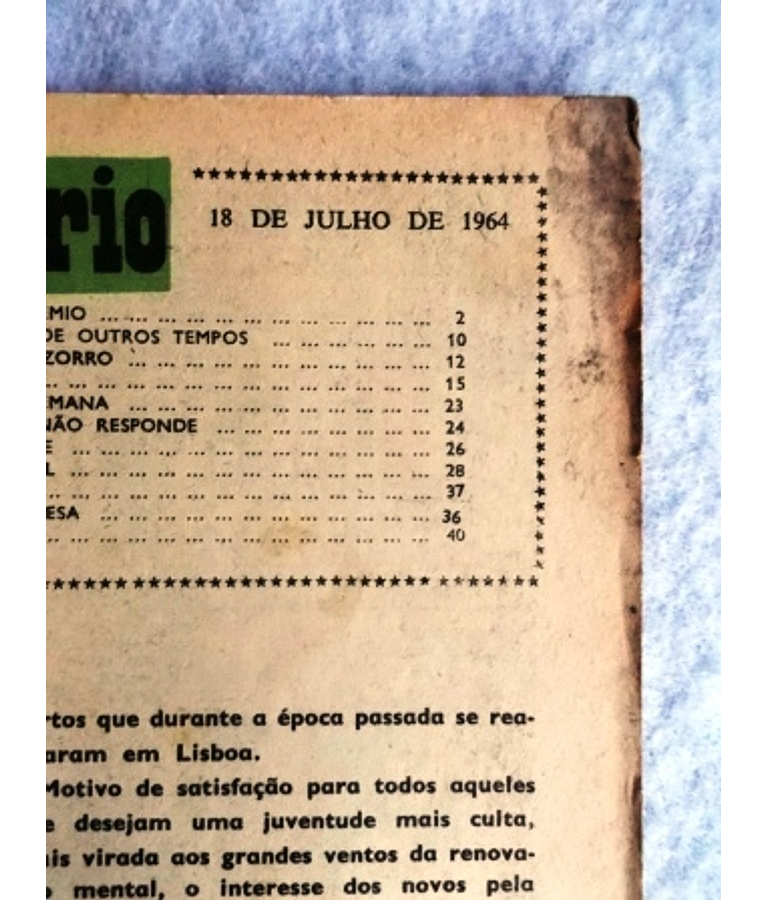 rio
18 DE JULHO DE 1964
ÉMIO ... ... ... ... ... ... ... ... ... ... ... ... 2
DE OUTROS TEMPOS ... ... ... ... ... ... 10
ZORRO ... ... ... ... ... ... ... ... ... ... ... 12
... ... ... ... ... ... ... ... ... ... ... ... ... ... 15
MANA ... ... ... ... ... ... ... ... ... ... ... 23
NÃO RESPONDE ... ... ... ... ... ... ... ... 24
E ... ... ... ... ... ... ... ... ... ... ... ... ... 26
L ... ... ... ... ... ... ... ... ... ... ... ... ... 28
... ... ... ... ... ... ... ... ... ... ... ... ... ... 37
ESA ... ... ... ... ... ... ... ... ... ... ... ... 36
... ... ... ... ... ... ... ... ... ... ... ... ... ... 40
rtos que durante a época passada se rea-
aram em Lisboa.
Motivo de satisfação para todos aqueles
e desejam uma juventude mais culta,
is virada aos grandes ventos da renova-
o mental, o interesse dos novos pela